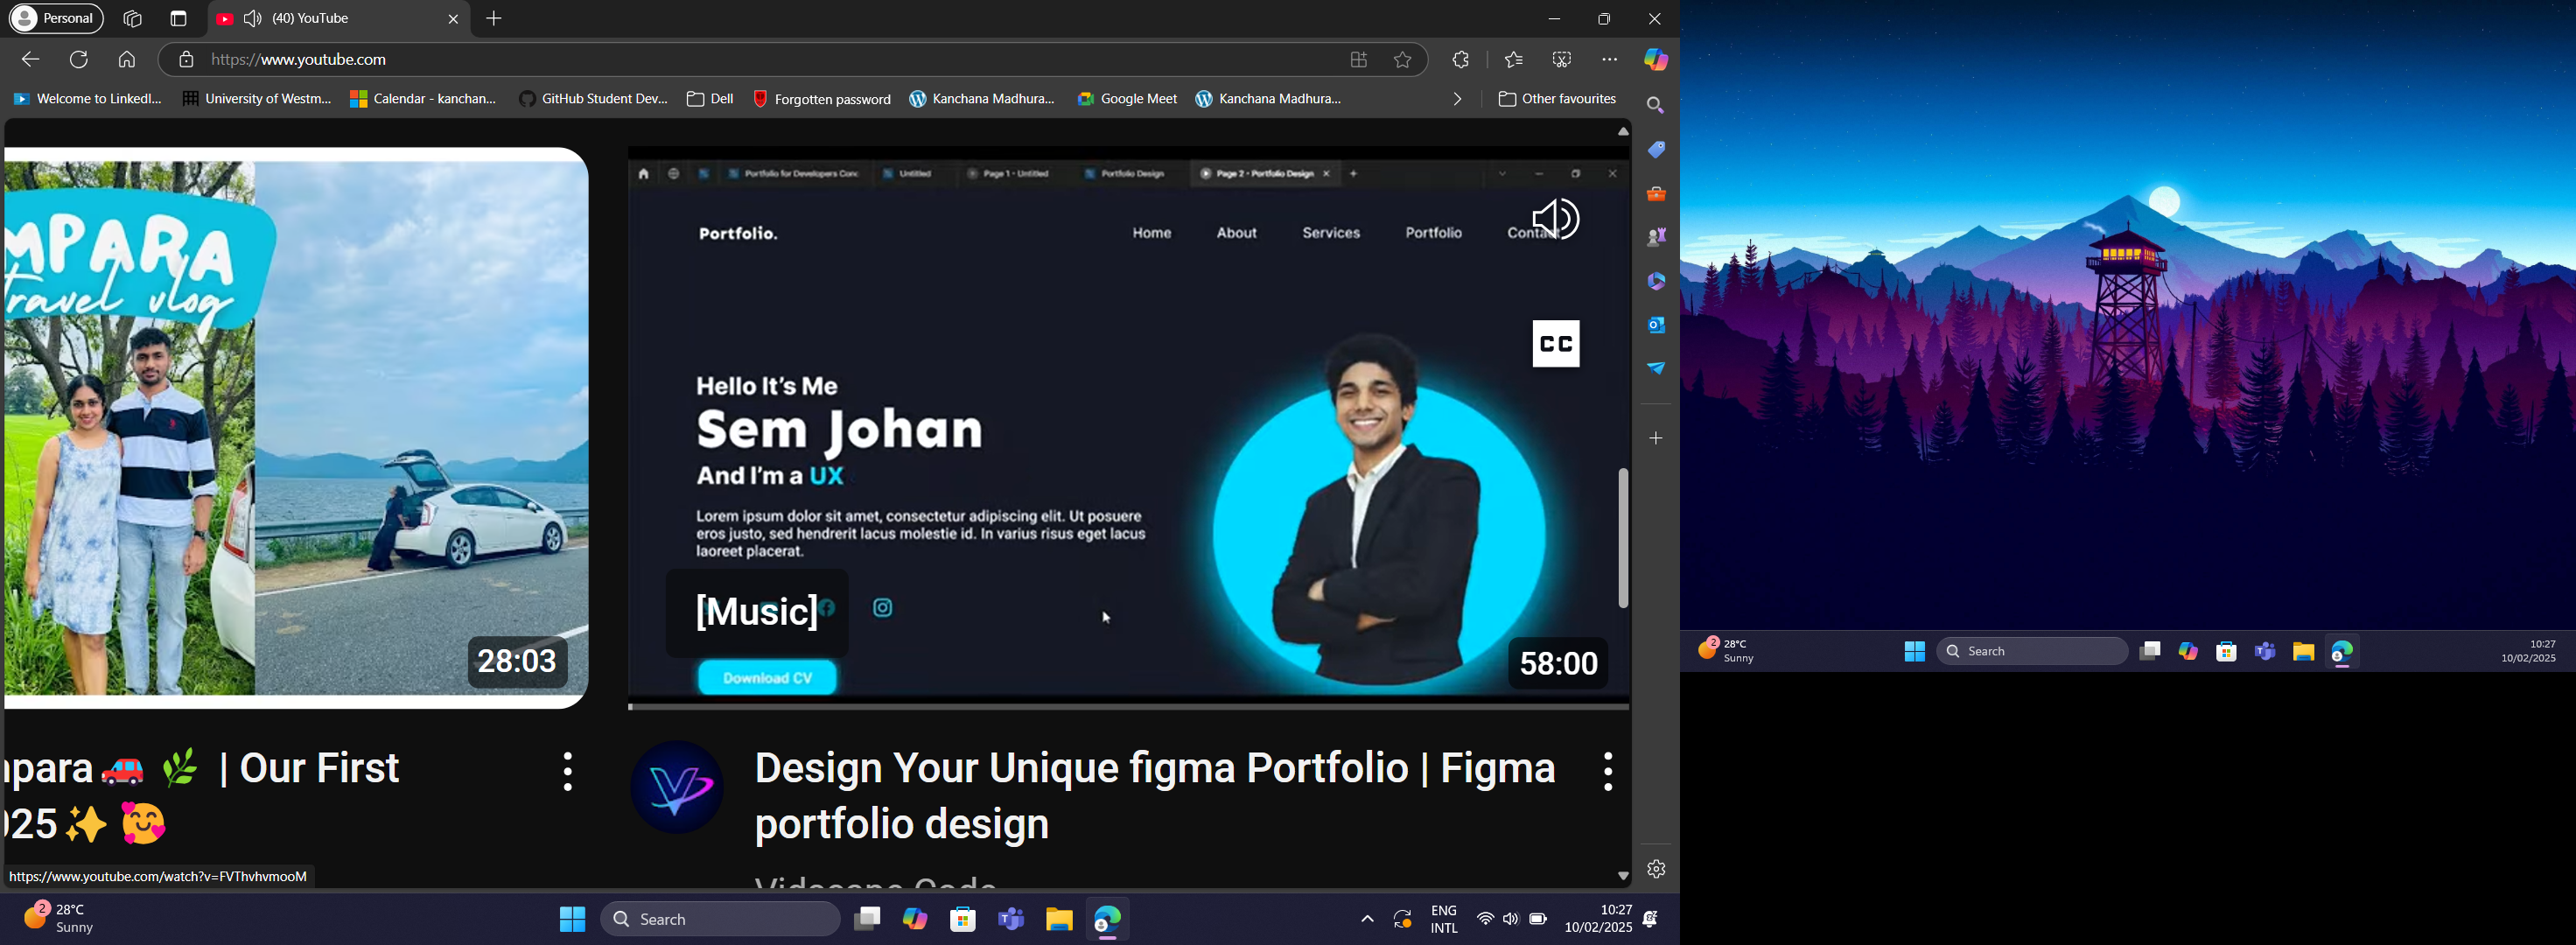 Personal
(40) YouTube
https://www.youtube.com
Welcome to LinkedI...
University of Westm...
Calendar - kanchan...
GitHub Student Dev...
Dell
Forgotten password
Kanchana Madhura...
Google Meet
Kanchana Madhura...
Other favourites
MPARA
travel vlog
28:03
Portfolio for Developers Conc
Untitled
Page 1 - Untitled
Portfolio Design
Page 2 - Portfolio Design
Portfolio.
Home
About
Services
Portfolio
Contact
CC
Hello It's Me
Sem Johan
And I'm a UX
Lorem ipsum dolor sit amet, consectetur adipiscing elit. Ut posuere
eros justo, sed hendrerit lacus molestie id. In varius risus eget lacus
laoreet placerat.
[Music]
Download CV
58:00
npara 🚗 🌿 | Our First
025✨ 🥰
Design Your Unique figma Portfolio | Figma
portfolio design
https://www.youtube.com/watch?v=FVThvhvmooM
2
28°C
Sunny
Search
ENG
INTL
10:27
10/02/2025
2
28°C
Sunny
Search
10:27
10/02/2025